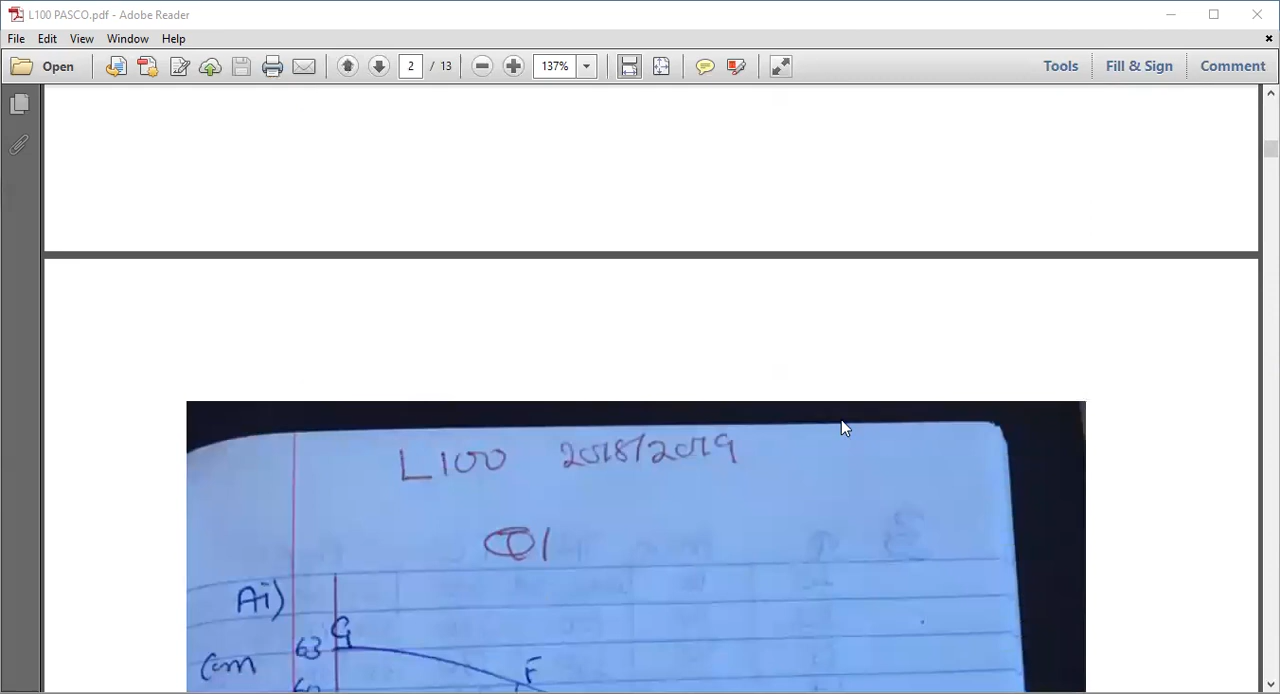 L100 PASCO.pdf - Adobe Reader
File Edit View Window Help
Open 2 / 13 137% Tools Fill & Sign Comment
L100 2018/2019
Q1
Ai)
G
63
Cm
F
60